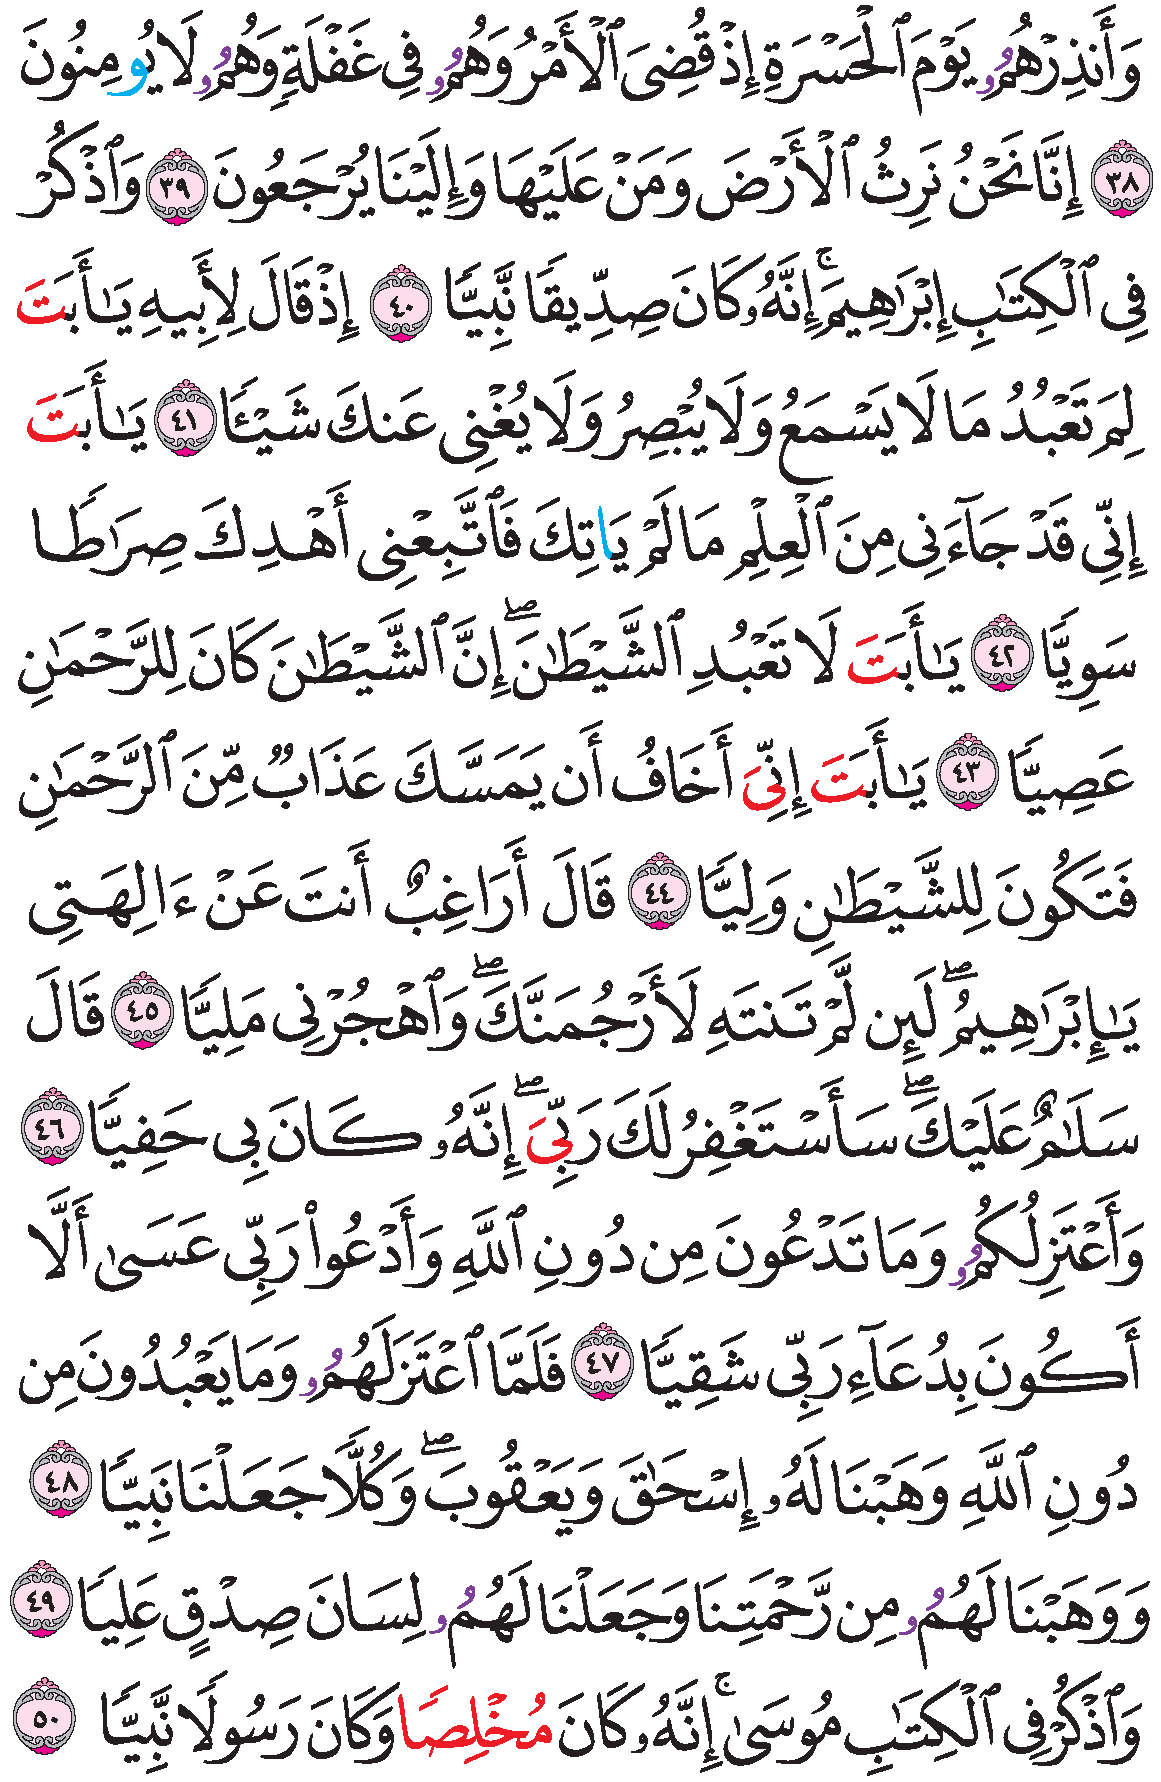 وَأَنذِرْهُمُۥ يَوْمَ ٱلْحَسْرَةِ إِذْ قُضِىَ ٱلْأَمْرُ وَهُمُۥ فِى غَفْلَةٍ وَهُمُۥ لَا يُومِنُونَ
٣٨ إِنَّا نَحْنُ نَرِثُ ٱلْأَرْضَ وَمَنْ عَلَيْهَا وَإِلَيْنَا يُرْجَعُونَ ٣٩ وَٱذْكُرْ
فِى ٱلْكِتَٰبِ إِبْرَٰهِيمَۚ إِنَّهُۥ كَانَ صِدِّيقًا نَّبِيًّا ٤٠ إِذْ قَالَ لِأَبِيهِ يَٰأَبَتَ
لِمَ تَعْبُدُ مَا لَا يَسْمَعُ وَلَا يُبْصِرُ وَلَا يُغْنِى عَنكَ شَيْـًٔا ٤١ يَٰأَبَتَ
إِنِّى قَدْ جَآءَنِى مِنَ ٱلْعِلْمِ مَا لَمْ يَاتِكَ فَٱتَّبِعْنِى أَهْدِكَ صِرَٰطًا
سَوِيًّا ٤٢ يَٰأَبَتَ لَا تَعْبُدِ ٱلشَّيْطَٰنَۖ إِنَّ ٱلشَّيْطَٰنَ كَانَ لِلرَّحْمَٰنِ
عَصِيًّا ٤٣ يَٰأَبَتَ إِنِّىَ أَخَافُ أَن يَمَسَّكَ عَذَابٌ مِّنَ ٱلرَّحْمَٰنِ
فَتَكُونَ لِلشَّيْطَٰنِ وَلِيًّا ٤٤ قَالَ أَرَاغِبٌ أَنتَ عَنْ ءَالِهَتِى
يَٰإِبْرَٰهِيمُۖ لَئِن لَّمْ تَنتَهِ لَأَرْجُمَنَّكَۖ وَٱهْجُرْنِى مَلِيًّا ٤٥ قَالَ
سَلَٰمٌ عَلَيْكَۖ سَأَسْتَغْفِرُ لَكَ رَبِّىَۖ إِنَّهُۥ كَانَ بِى حَفِيًّا ٤٦
وَأَعْتَزِلُكُمُۥ وَمَا تَدْعُونَ مِن دُونِ ٱللَّهِ وَأَدْعُوا۟ رَبِّى عَسَىٰ أَلَّا
أَكُونَ بِدُعَآءِ رَبِّى شَقِيًّا ٤٧ فَلَمَّا ٱعْتَزَلَهُمُۥ وَمَا يَعْبُدُونَ مِن
دُونِ ٱللَّهِ وَهَبْنَا لَهُۥ إِسْحَٰقَ وَيَعْقُوبَۖ وَكُلًّا جَعَلْنَا نَبِيًّا ٤٨
وَوَهَبْنَا لَهُمُۥ مِن رَّحْمَتِنَا وَجَعَلْنَا لَهُمُۥ لِسَانَ صِدْقٍ عَلِيًّا ٤٩
وَٱذْكُرْ فِى ٱلْكِتَٰبِ مُوسَىٰۚ إِنَّهُۥ كَانَ مُخْلِصًا وَكَانَ رَسُولًا نَّبِيًّا ٥٠